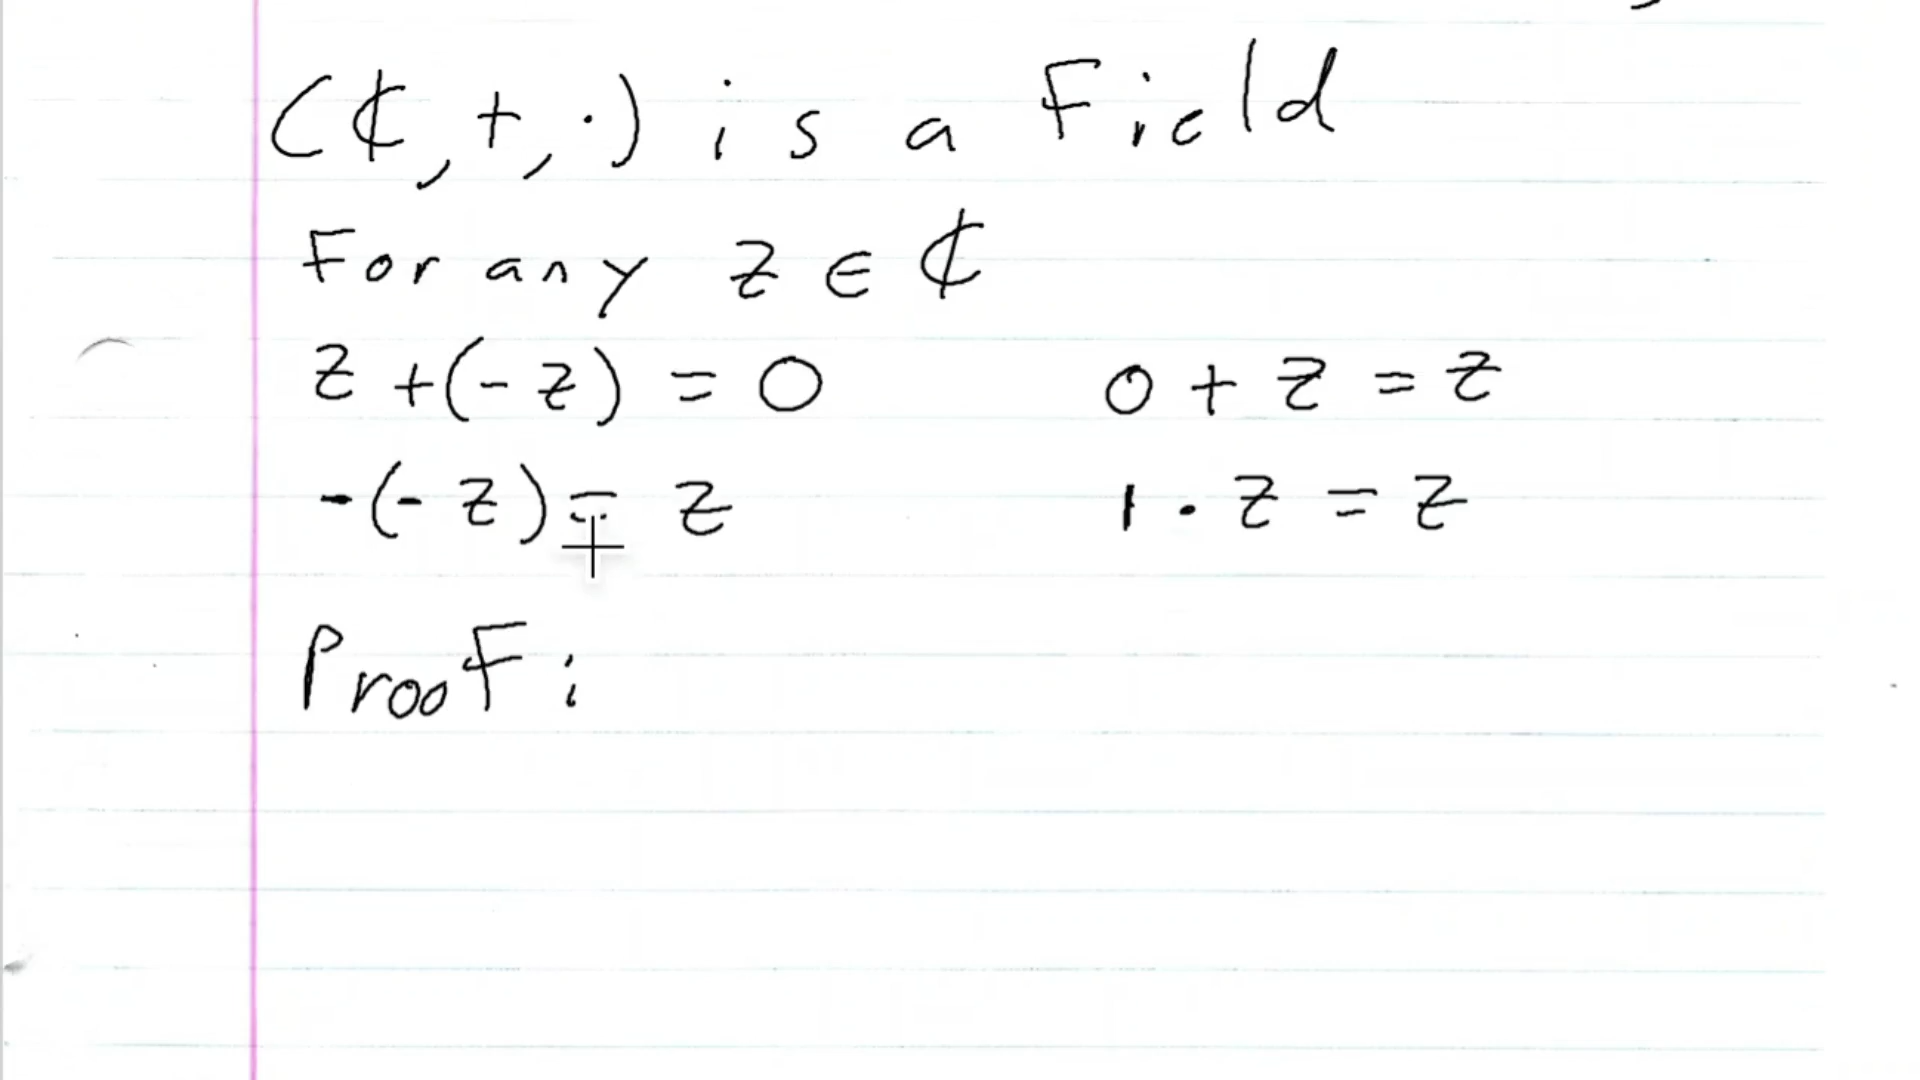 (ℂ, +, ·) is a Field
For any z ∈ ℂ
z + (-z) = 0 0 + z = z
-(-z) = z 1 · z = z
Proof: